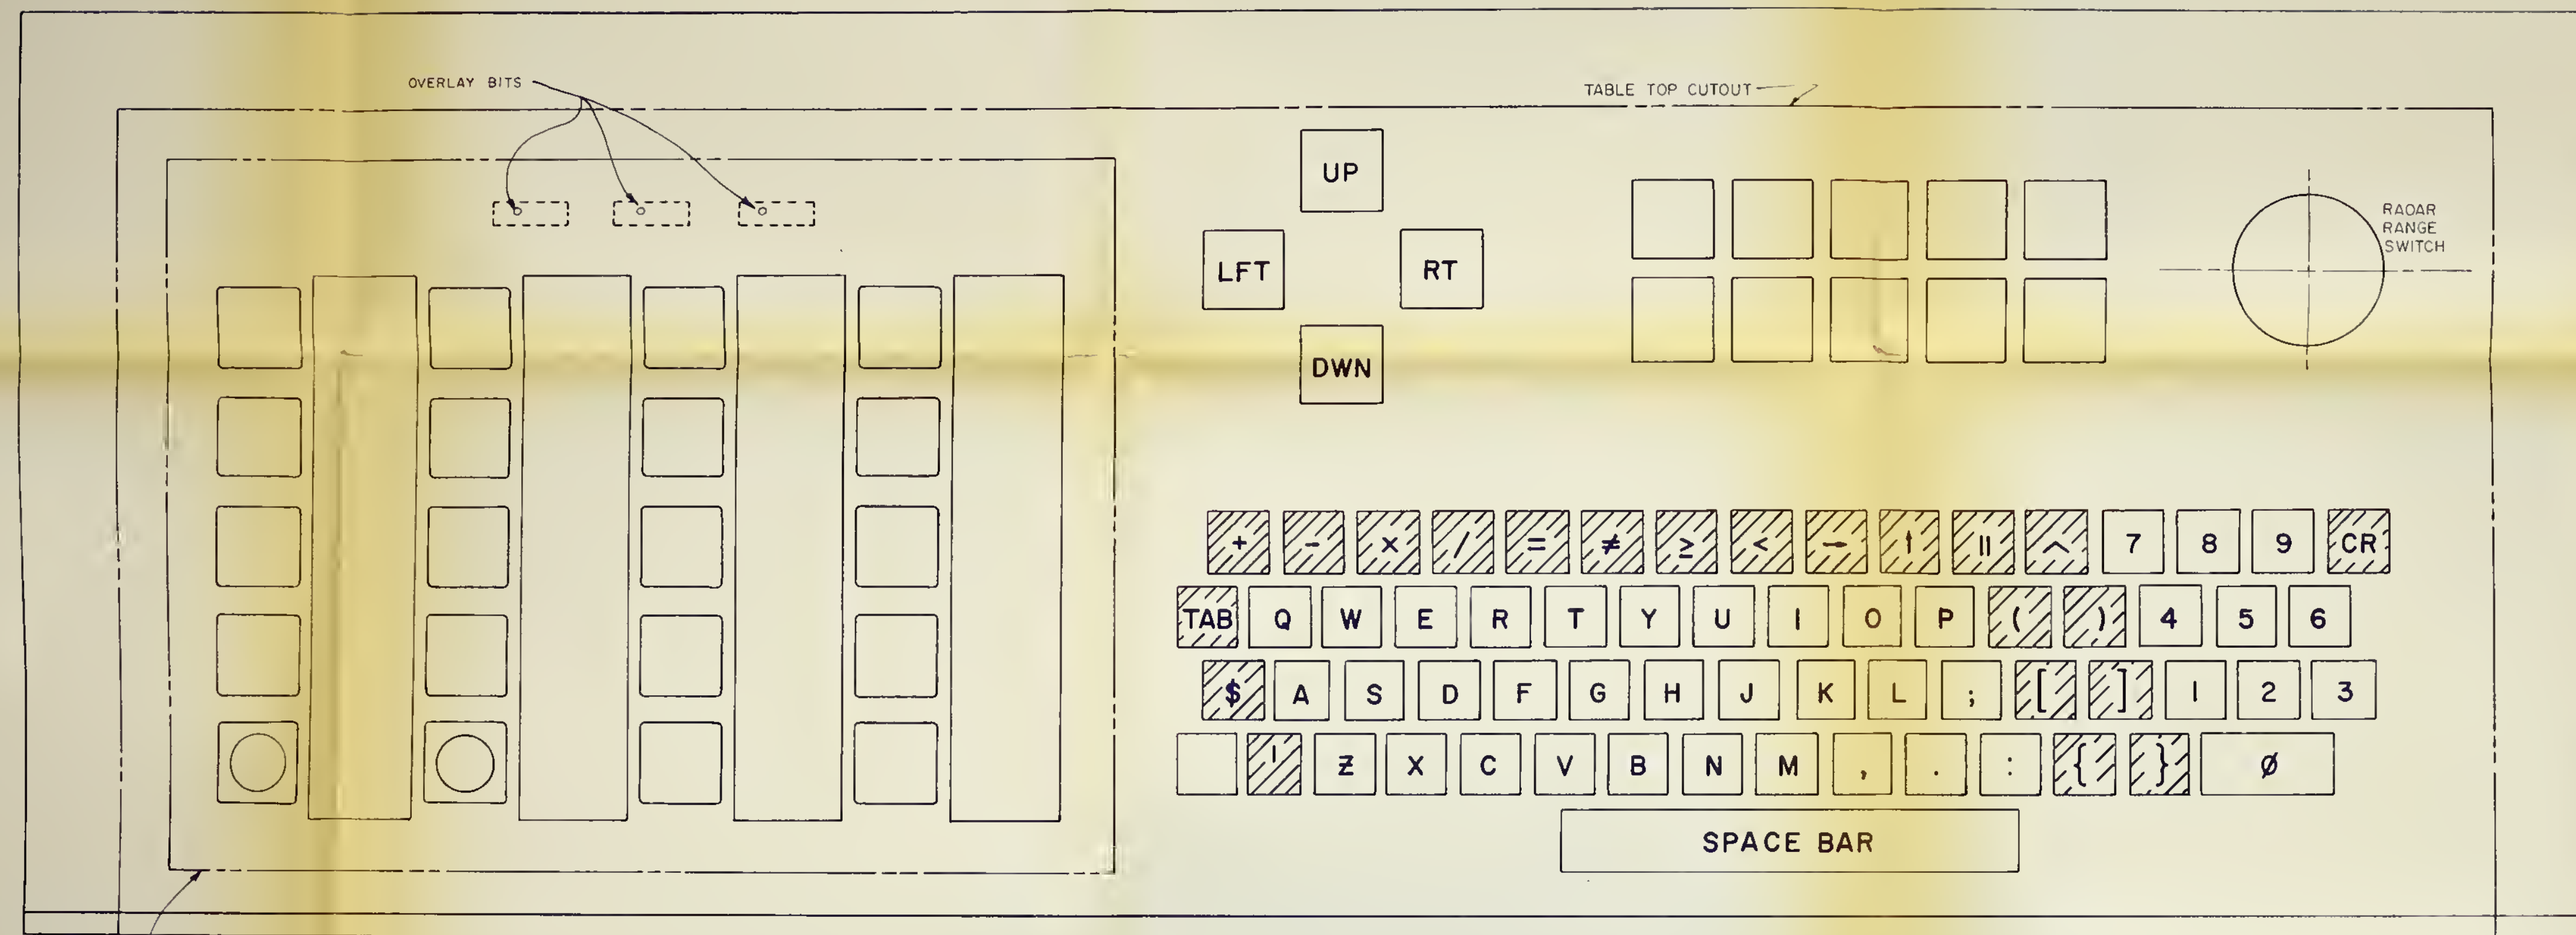 OVERLAY BITS
TABLE TOP CUTOUT
UP
LFT RT
DWN
RADAR
RANGE
SWITCH
+ - × / = ≠ ≥ < → ↑ || ^ 7 8 9 CR
TAB Q W E R T Y U I O P ( ) 4 5 6
$ A S D F G H J K L ; [ ] 1 2 3
' Ƶ X C V B N M , . : { } Ø
SPACE BAR